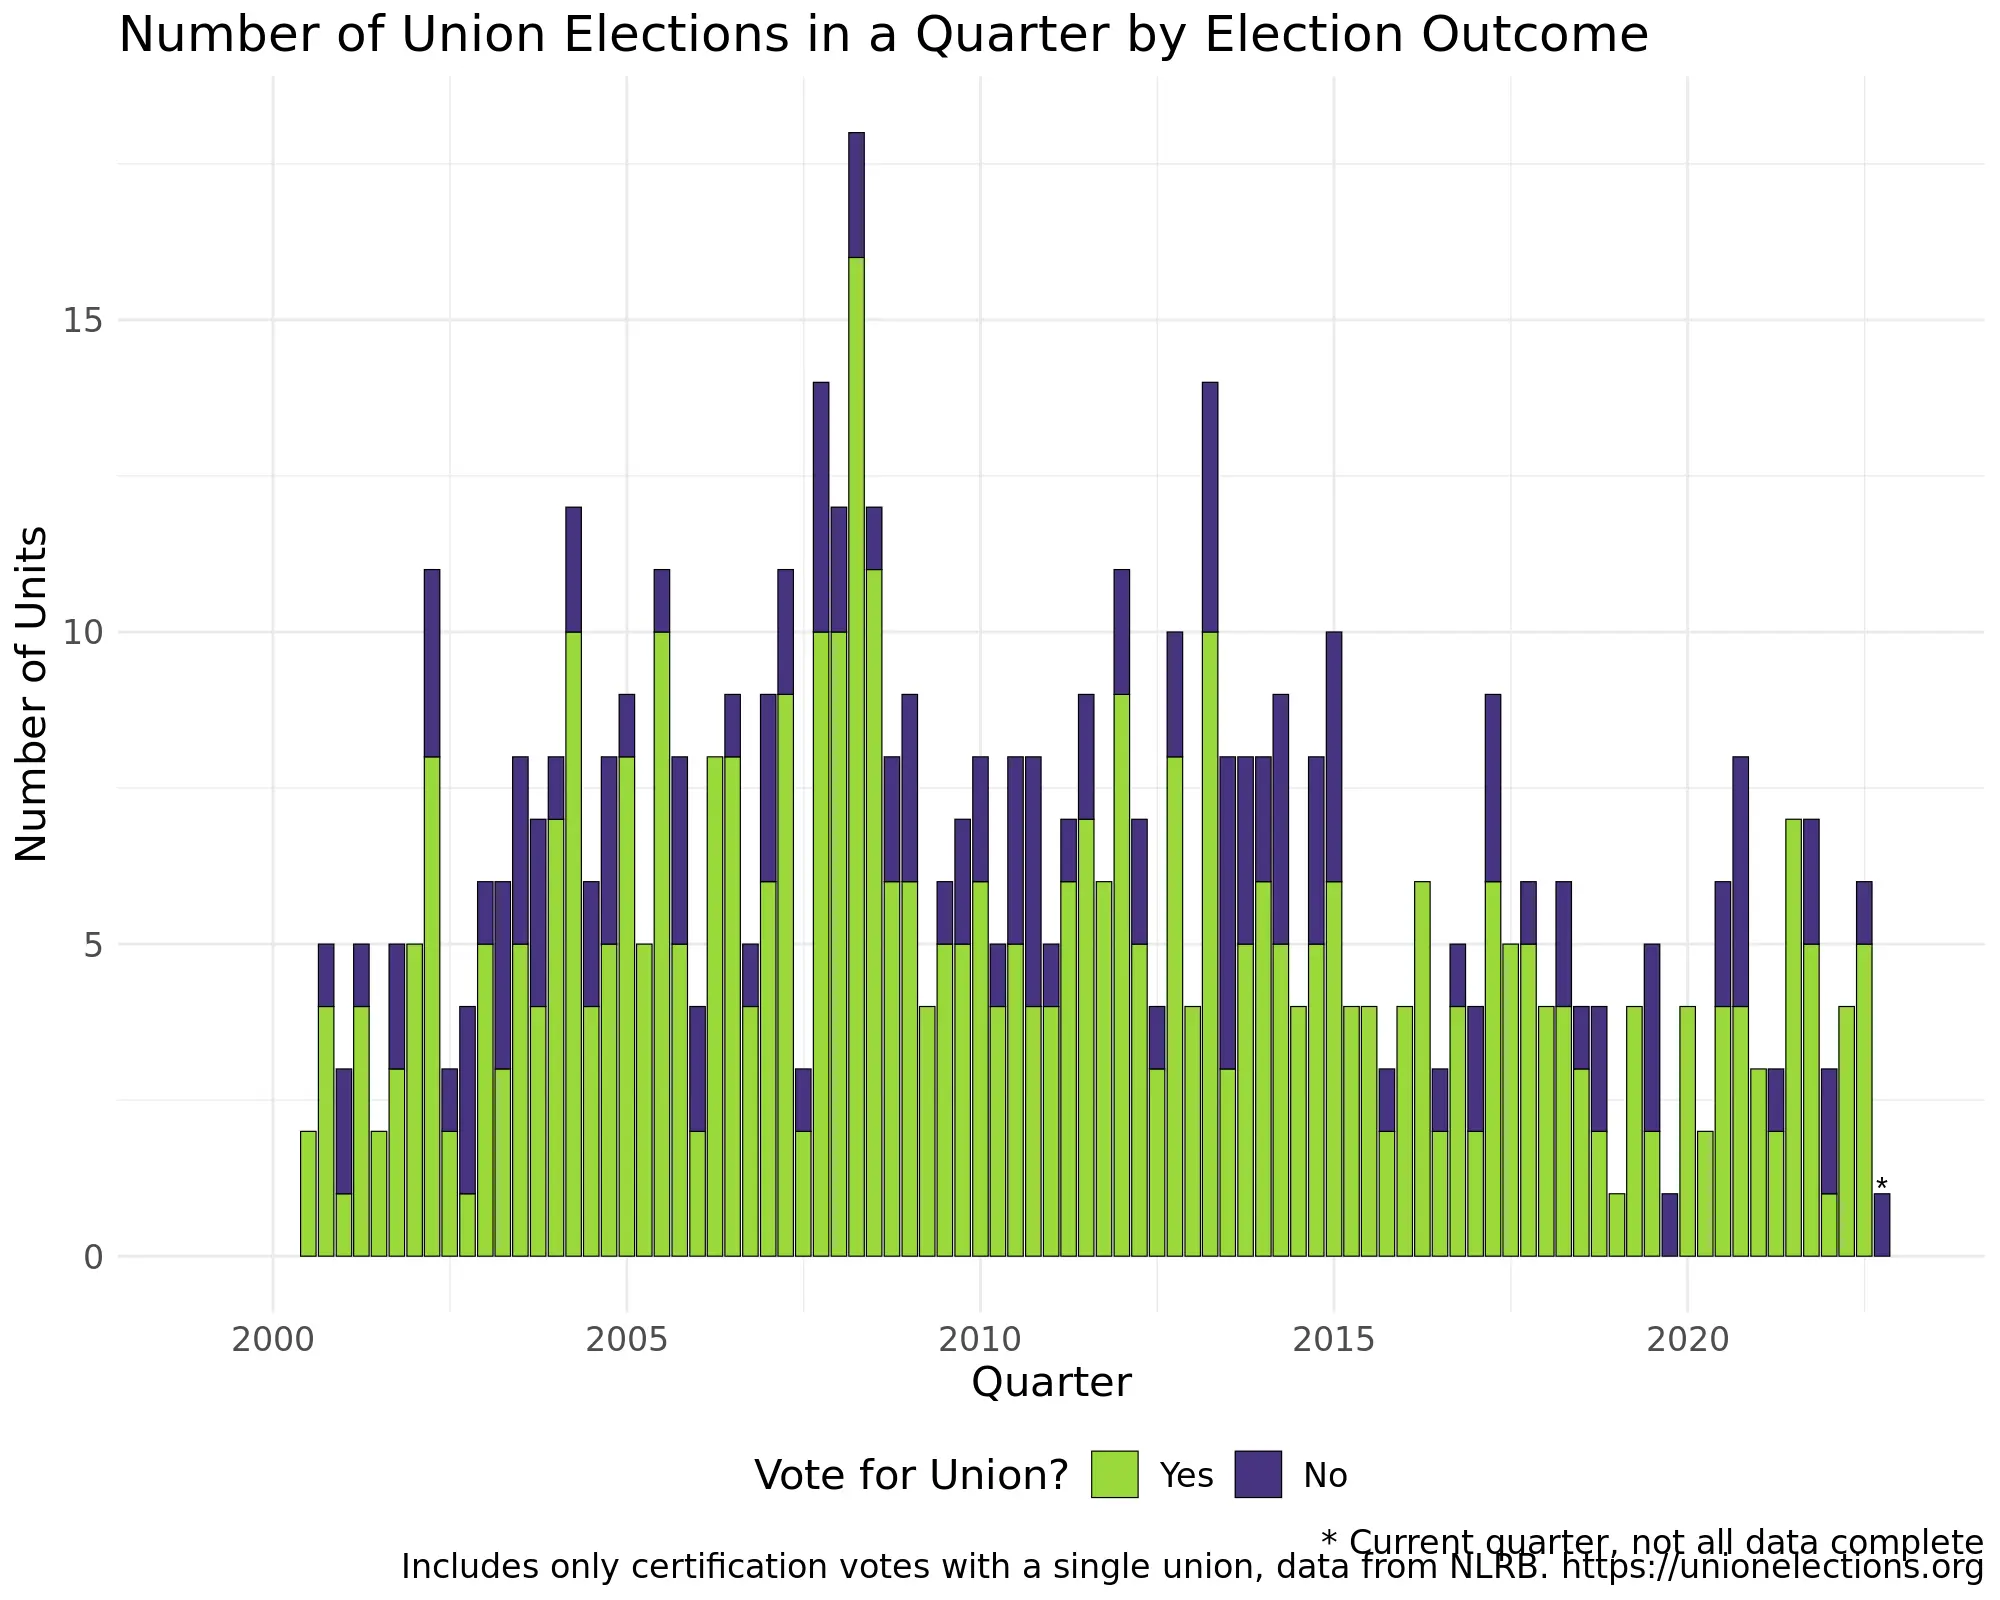 Number of Union Elections in a Quarter by Election Outcome
Number of Units
15
10
5
0
*
2000 2005 2010 2015 2020
Quarter
Vote for Union? Yes No
* Current quarter, not all data complete
Includes only certification votes with a single union, data from NLRB. https://unionelections.org